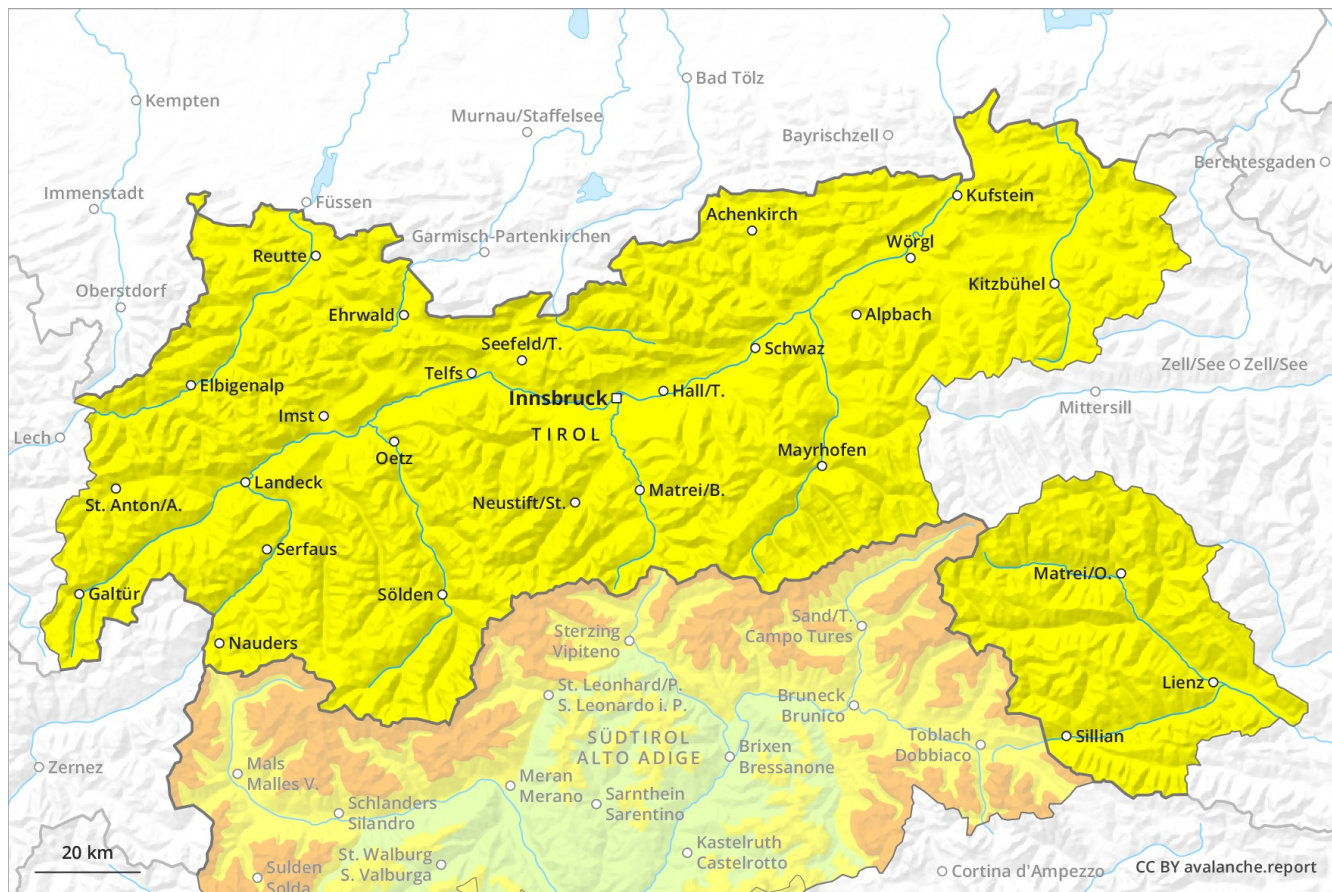 Bad Tölz
Kempten
Murnau/Staffelsee
Bayrischzell
Berchtesgaden
Immenstadt
Füssen
Kufstein
Achenkirch
Garmisch-Partenkirchen
Wörgl
Reutte
Kitzbühel
Oberstdorf
Ehrwald
Alpbach
Seefeld/T.
Schwaz
Telfs
Zell/See
Zell/See
Elbigenalp
Hall/T.
Innsbruck
Mittersill
Imst
Lech
TIROL
Mayrhofen
Oetz
Landeck
Matrei/B.
St. Anton/A.
Neustift/St.
Serfaus
Matrei/O.
Galtür
Sölden
Sand/T.
Campo Tures
Sterzing
Vipiteno
Nauders
Lienz
St. Leonhard/P.
S. Leonardo i. P.
Bruneck
Brunico
Sillian
SÜDTIROL
ALTO ADIGE
Toblach
Dobbiaco
Brixen
Bressanone
Zernez
Mals
Malles V.
Meran
Merano
Sarnthein
Sarentino
Schlanders
Silandro
Kastelruth
Castelrotto
20 km
St. Walburg
S. Valburga
Sulden
Solda
Cortina d'Ampezzo
CC BY avalanche.report